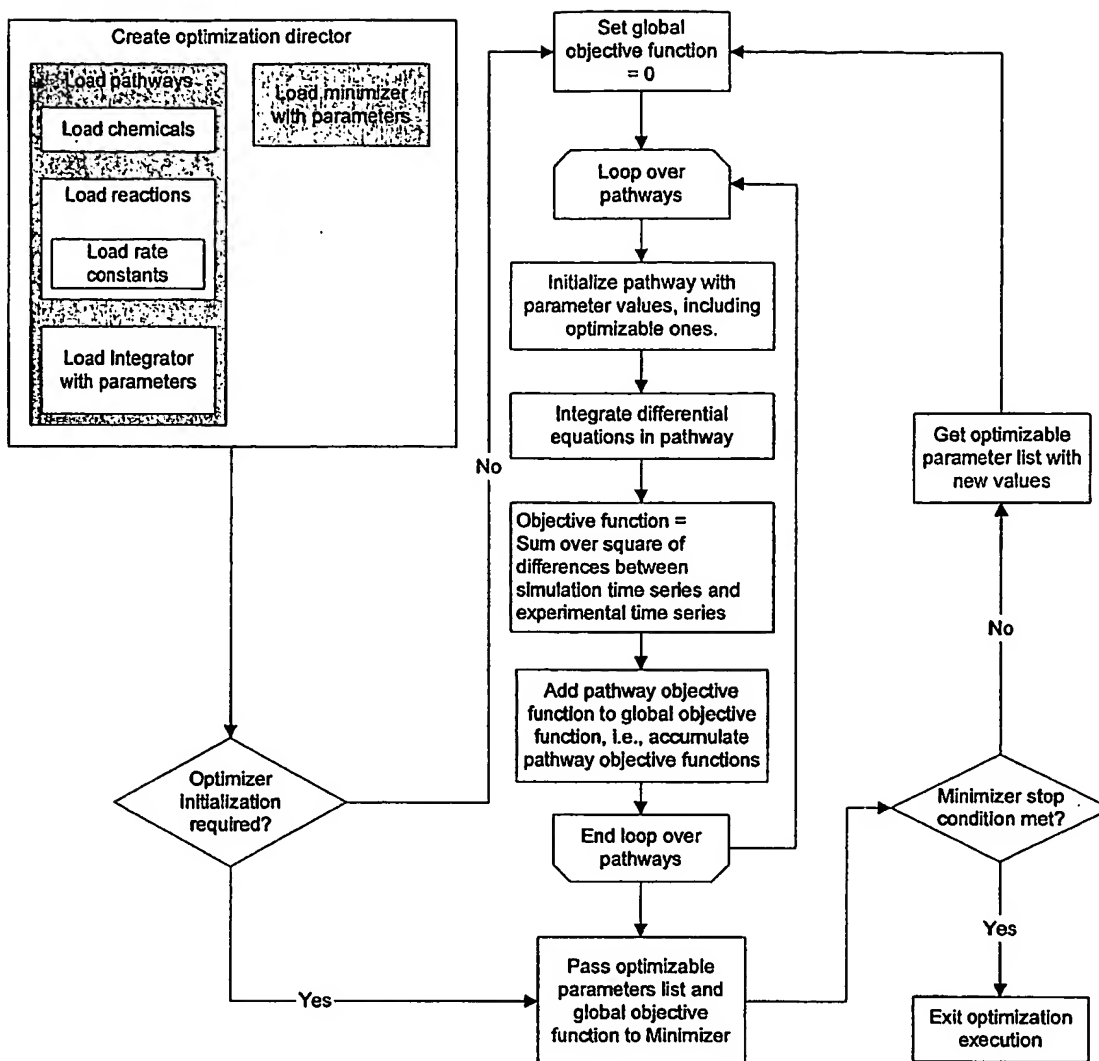 Create optimization director
Load pathways
Load chemicals
Load reactions
Load rate
constants
Load Integrator
with parameters
Load minimizer
with parameters
Optimizer
Initialization
required?
No
Yes
Set global
objective function
= 0
Loop over
pathways
Initialize pathway with
parameter values, including
optimizable ones.
Integrate differential
equations in pathway
Objective function =
Sum over square of
differences between
simulation time series and
experimental time series
Add pathway objective
function to global objective
function, i.e., accumulate
pathway objective functions
End loop over
pathways
Pass optimizable
parameters list and
global objective
function to Minimizer
Get optimizable
parameter list with
new values
No
Minimizer stop
condition met?
Yes
Exit optimization
execution